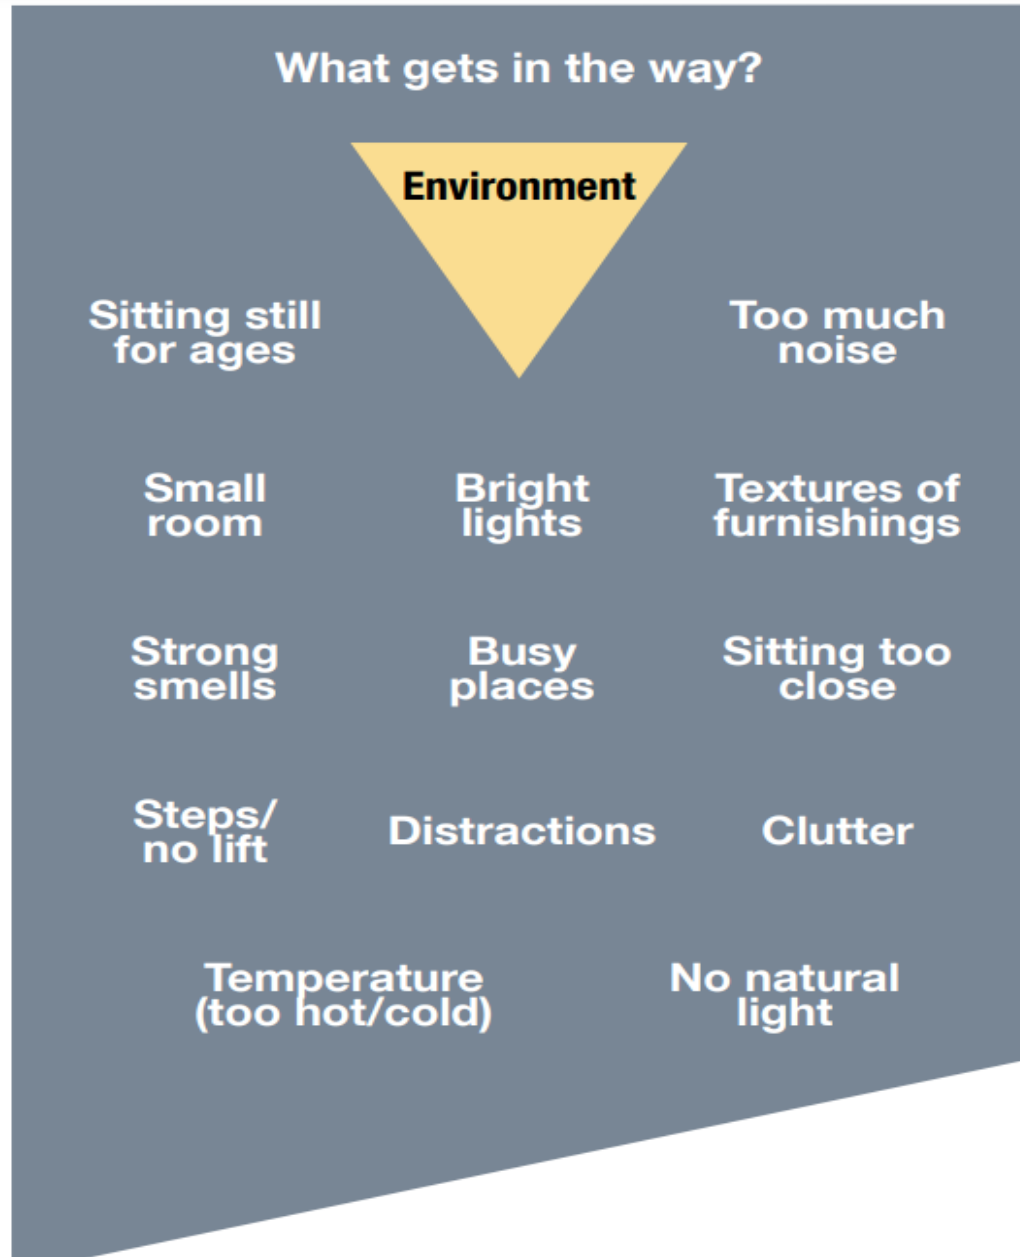 What gets in the way?
Environment
Sitting still
for ages
Too much
noise
Small
room
Bright
lights
Textures of
furnishings
Strong
smells
Busy
places
Sitting too
close
Steps/
no lift
Distractions
Clutter
Temperature
(too hot/cold)
No natural
light